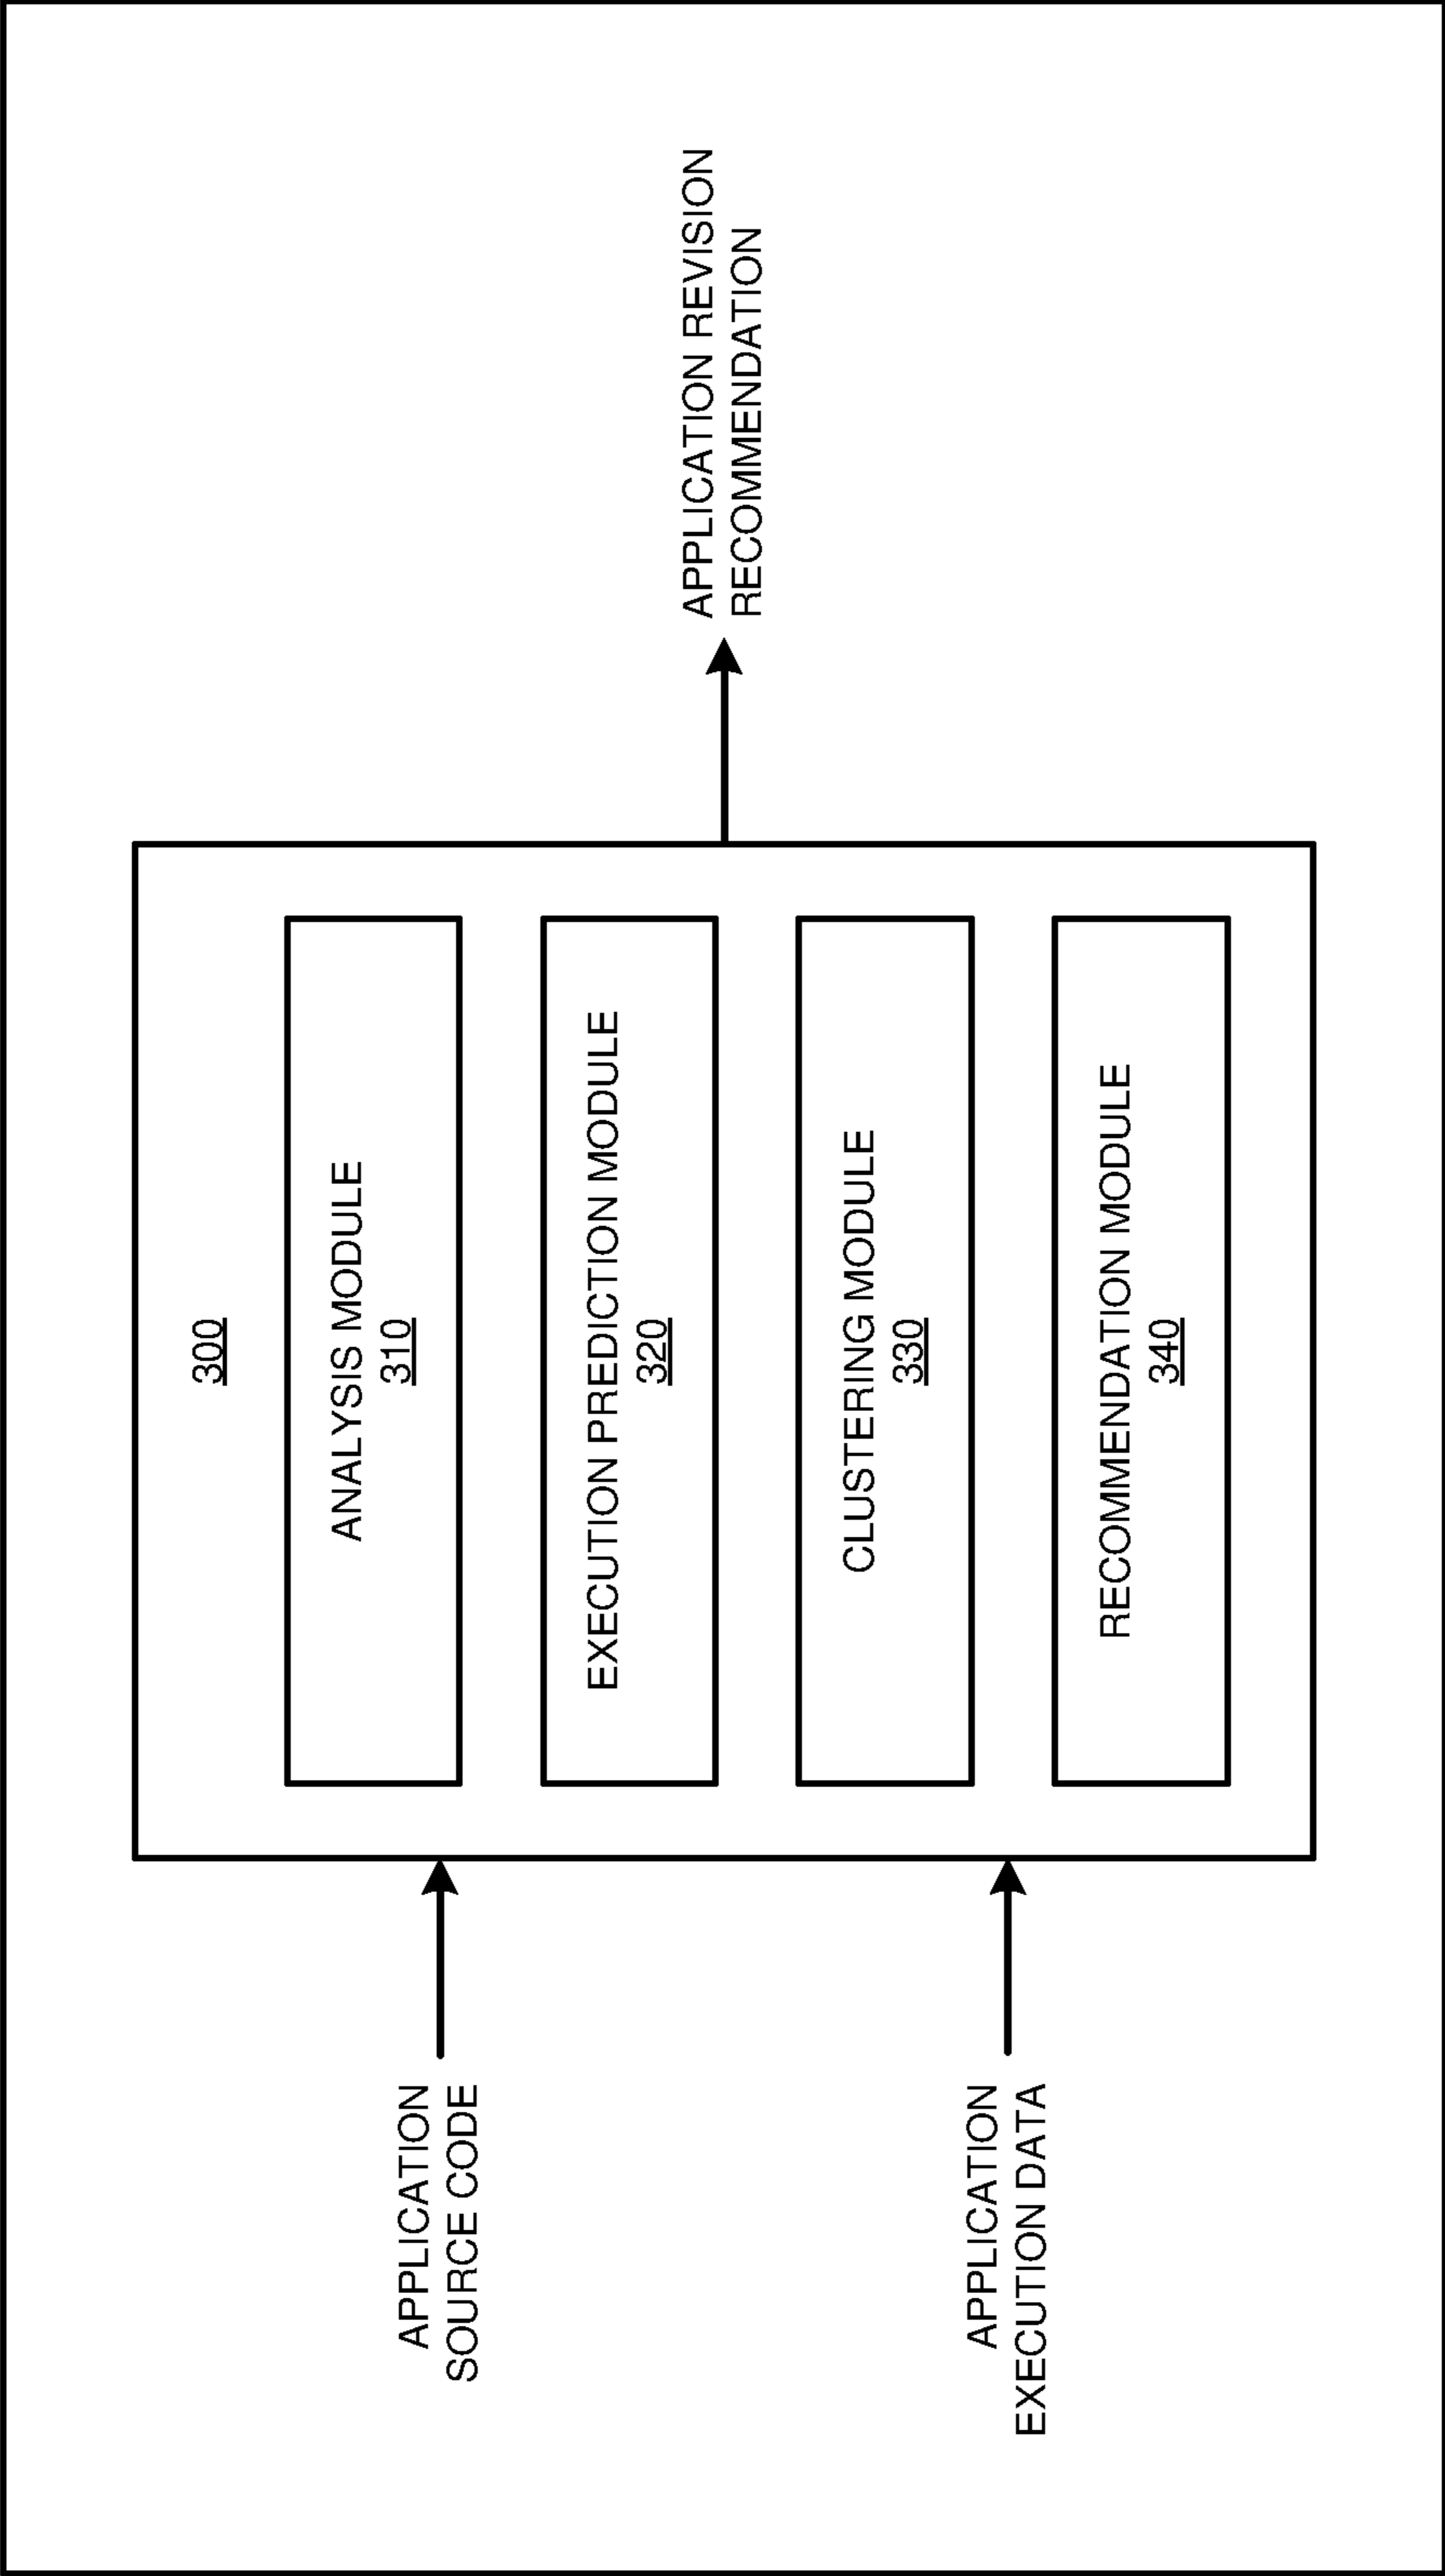 APPLICATION
SOURCE CODE
APPLICATION
EXECUTION DATA
300
ANALYSIS MODULE
310
EXECUTION PREDICTION MODULE
320
CLUSTERING MODULE
330
RECOMMENDATION MODULE
340
APPLICATION REVISION
RECOMMENDATION